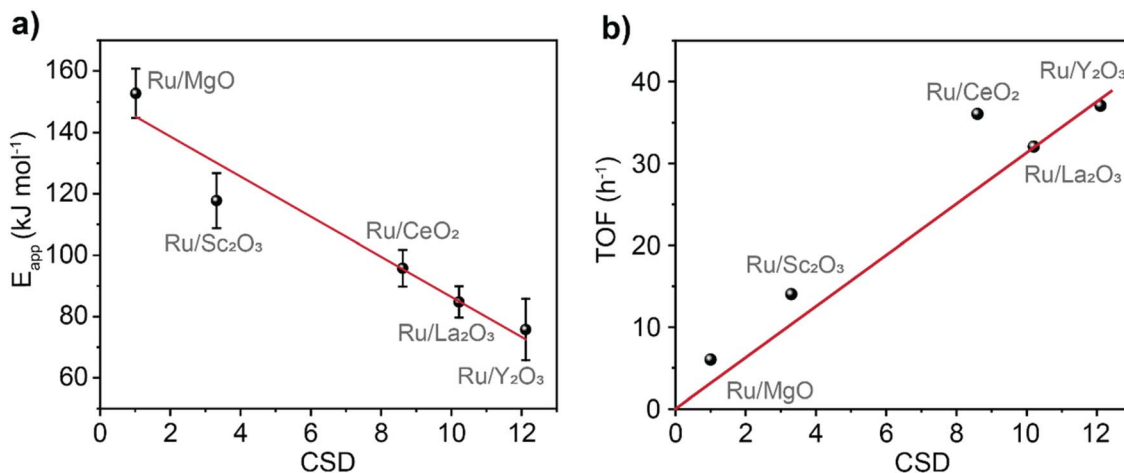 a)
E_app (kJ mol⁻¹)
160
140
120
100
80
60
0
2
4
6
8
10
12
CSD
Ru/MgO
Ru/Sc₂O₃
Ru/CeO₂
Ru/La₂O₃
Ru/Y₂O₃
b)
TOF (h⁻¹)
40
30
20
10
0
0
2
4
6
8
10
12
CSD
Ru/Y₂O₃
Ru/CeO₂
Ru/La₂O₃
Ru/Sc₂O₃
Ru/MgO